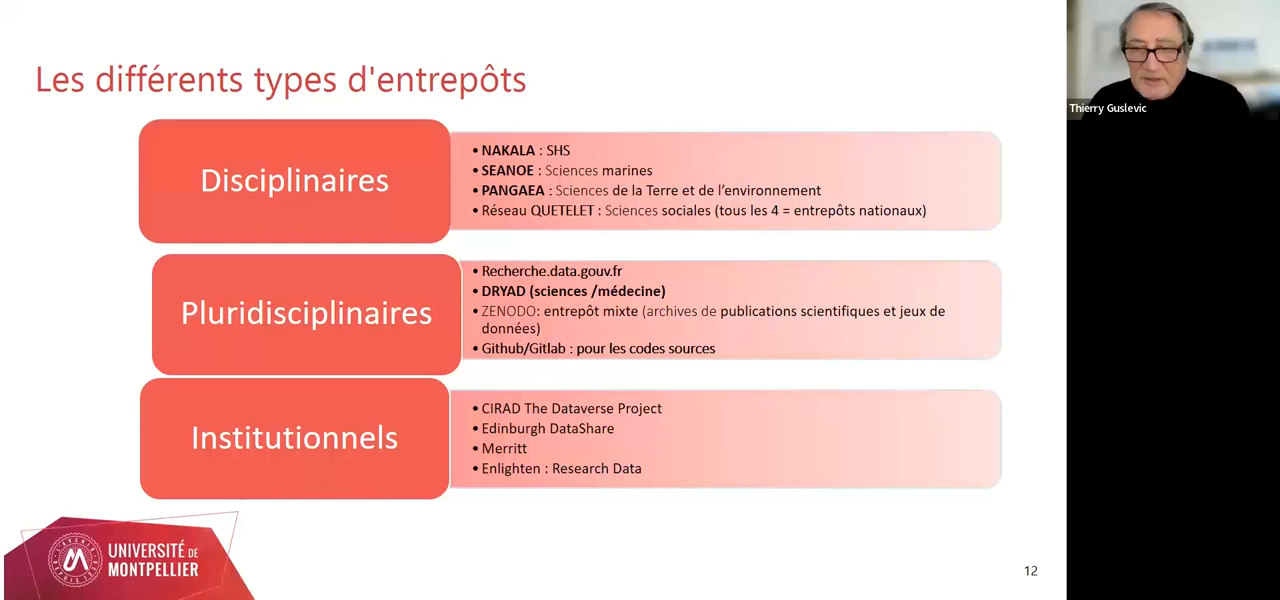 Les différents types d'entrepôts
Thierry Guslevic
Disciplinaires
• NAKALA : SHS
• SEANOE : Sciences marines
• PANGAEA : Sciences de la Terre et de l’environnement
• Réseau QUETELET : Sciences sociales (tous les 4 = entrepôts nationaux)
Pluridisciplinaires
• Recherche.data.gouv.fr
• DRYAD (sciences /médecine)
• ZENODO: entrepôt mixte (archives de publications scientifiques et jeux de
données)
• Github/Gitlab : pour les codes sources
Institutionnels
• CIRAD The Dataverse Project
• Edinburgh DataShare
• Merritt
• Enlighten : Research Data
UNIVERSITÉ DE
MONTPELLIER
12